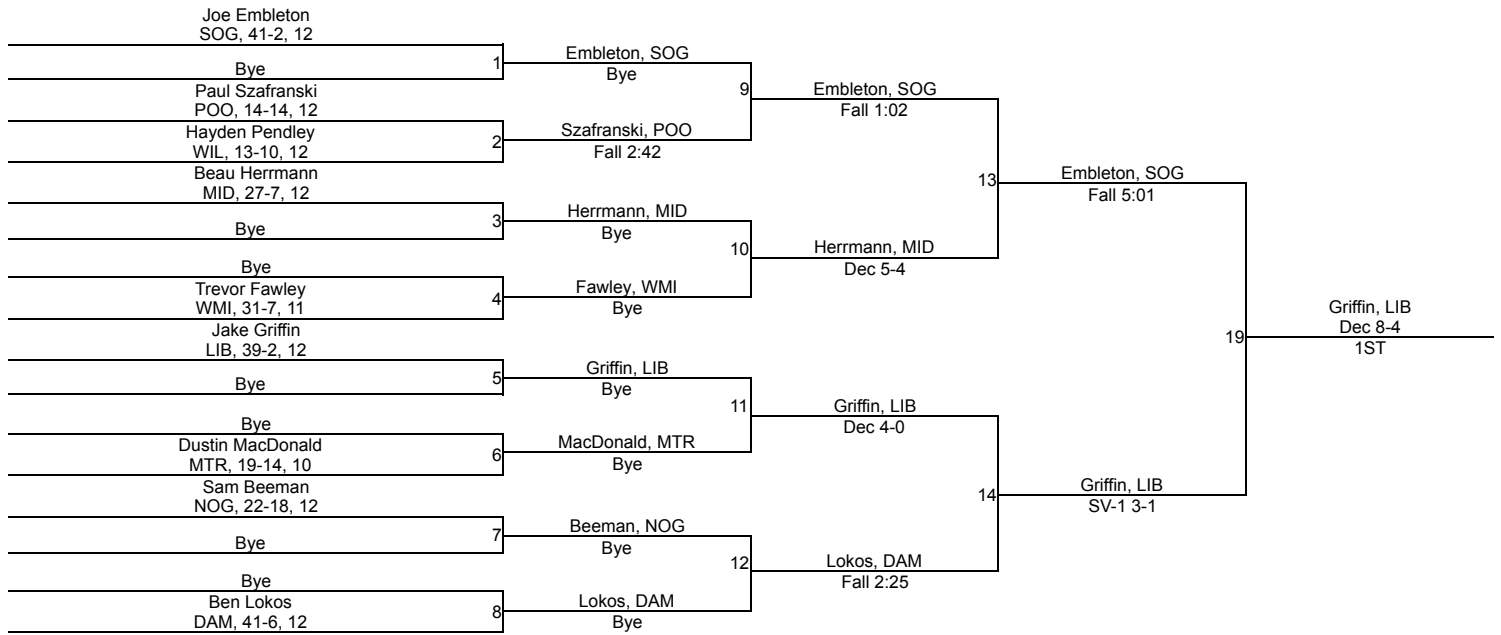 Joe Embleton
SOG, 41-2, 12
Bye
1
Paul Szafranski
POO, 14-14, 12
Hayden Pendley
WIL, 13-10, 12
2
Beau Herrmann
MID, 27-7, 12
Bye
3
Bye
Trevor Fawley
WMI, 31-7, 11
4
Jake Griffin
LIB, 39-2, 12
Bye
5
Bye
Dustin MacDonald
MTR, 19-14, 10
6
Sam Beeman
NOG, 22-18, 12
Bye
7
Bye
Ben Lokos
DAM, 41-6, 12
8
Embleton, SOG
Bye
9
Szafranski, POO
Fall 2:42
Herrmann, MID
Bye
10
Fawley, WMI
Bye
Griffin, LIB
Bye
11
MacDonald, MTR
Bye
Beeman, NOG
Bye
12
Lokos, DAM
Bye
Embleton, SOG
Fall 1:02
13
Herrmann, MID
Dec 5-4
Griffin, LIB
Dec 4-0
14
Lokos, DAM
Fall 2:25
Embleton, SOG
Fall 5:01
19
Griffin, LIB
SV-1 3-1
Griffin, LIB
Dec 8-4
1ST